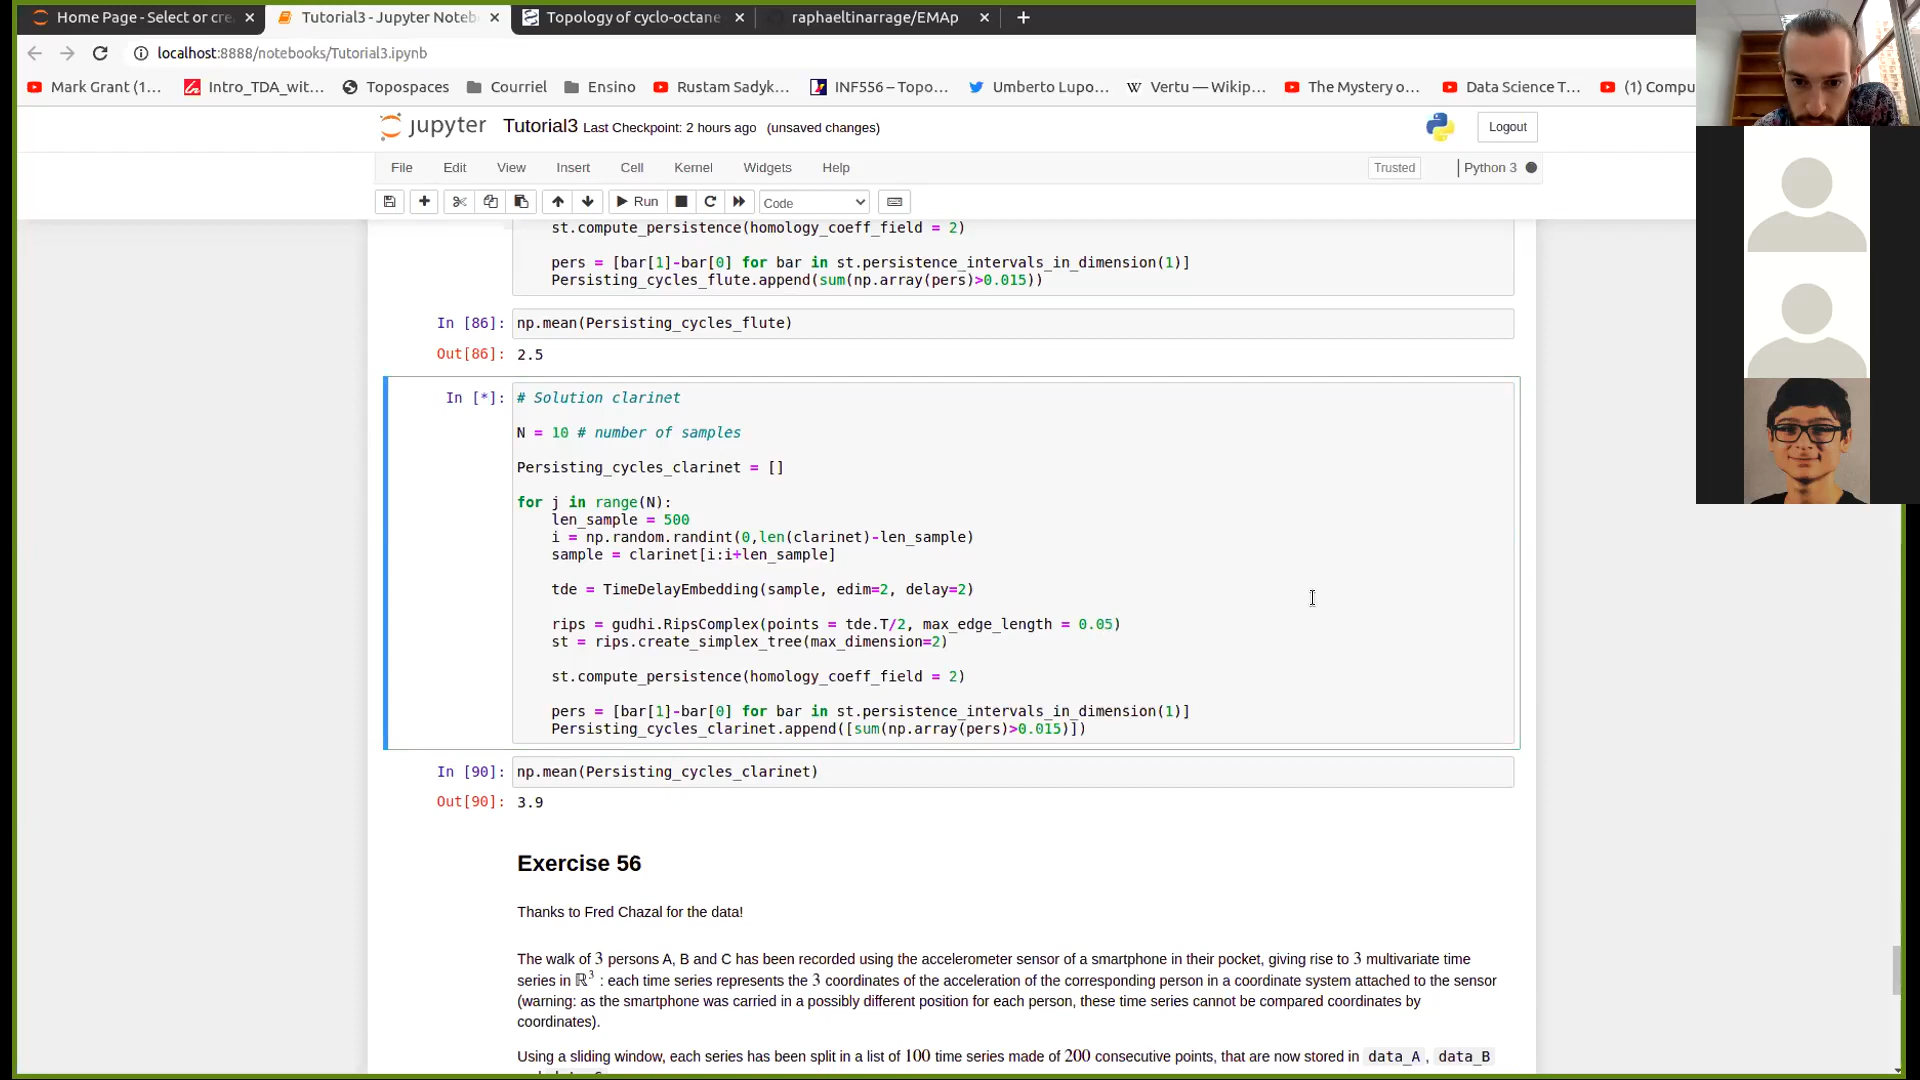 Home Page - Select or cre
Tutorial3 - Jupyter Noteb
Topology of cyclo-octane
raphaeltinarrage/EMAp
localhost:8888/notebooks/Tutorial3.ipynb
Mark Grant (1... Intro_TDA_wit... Topospaces Courriel Ensino Rustam Sadyk... INF556 – Topo... Umberto Lupo... Vertu — Wikip... The Mystery o... Data Science T... (1) Compu
jupyter Tutorial3 Last Checkpoint: 2 hours ago (unsaved changes) Logout
File Edit View Insert Cell Kernel Widgets Help Trusted Python 3
Run Code
st.compute_persistence(homology_coeff_field = 2)
pers = [bar[1]-bar[0] for bar in st.persistence_intervals_in_dimension(1)]
Persisting_cycles_flute.append(sum(np.array(pers)>0.015))
In [86]: np.mean(Persisting_cycles_flute)
Out[86]: 2.5
In [*]: # Solution clarinet
N = 10 # number of samples
Persisting_cycles_clarinet = []
for j in range(N):
len_sample = 500
i = np.random.randint(0,len(clarinet)-len_sample)
sample = clarinet[i:i+len_sample]
tde = TimeDelayEmbedding(sample, edim=2, delay=2)
rips = gudhi.RipsComplex(points = tde.T/2, max_edge_length = 0.05)
st = rips.create_simplex_tree(max_dimension=2)
st.compute_persistence(homology_coeff_field = 2)
pers = [bar[1]-bar[0] for bar in st.persistence_intervals_in_dimension(1)]
Persisting_cycles_clarinet.append([sum(np.array(pers)>0.015)])
In [90]: np.mean(Persisting_cycles_clarinet)
Out[90]: 3.9
Exercise 56
Thanks to Fred Chazal for the data!
The walk of 3 persons A, B and C has been recorded using the accelerometer sensor of a smartphone in their pocket, giving rise to 3 multivariate time
series in ℝ³ : each time series represents the 3 coordinates of the acceleration of the corresponding person in a coordinate system attached to the sensor
(warning: as the smartphone was carried in a possibly different position for each person, these time series cannot be compared coordinates by
coordinates).
Using a sliding window, each series has been split in a list of 100 time series made of 200 consecutive points, that are now stored in data_A , data_B